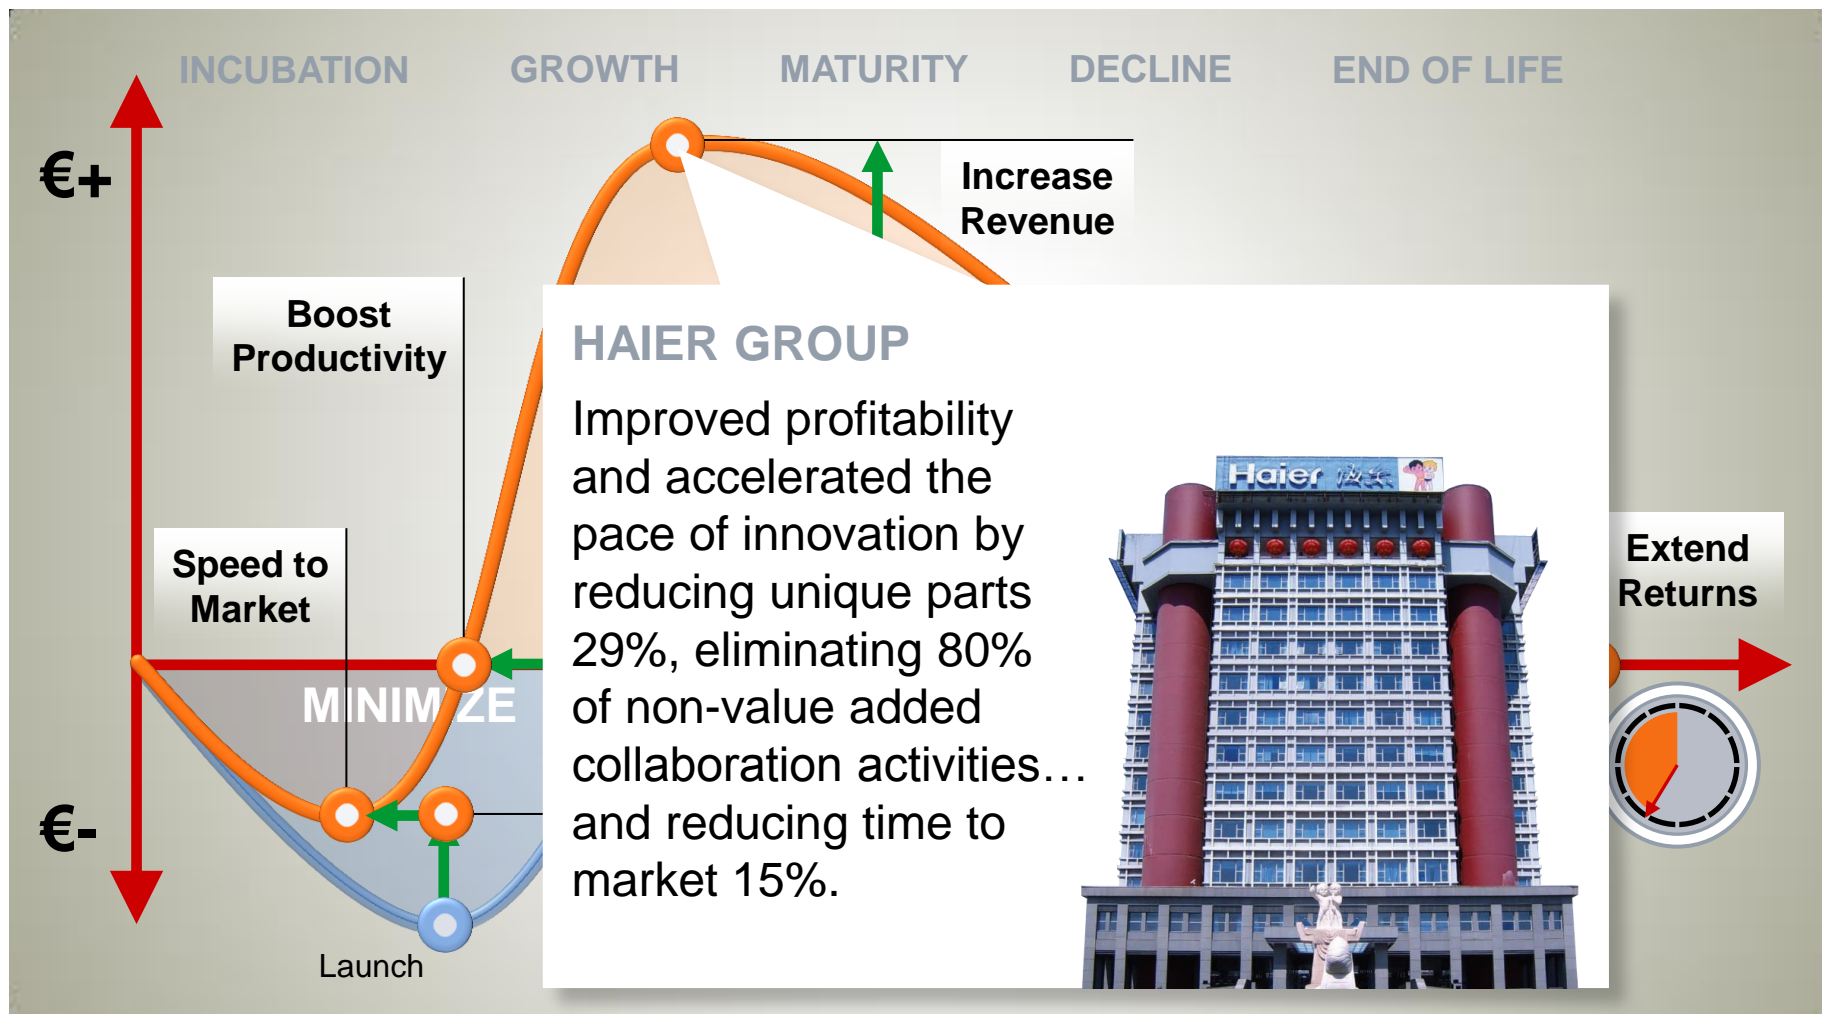 INCUBATION GROWTH MATURITY DECLINE END OF LIFE
€+
Increase
Revenue
Boost
Productivity
HAIER GROUP
Improved profitability
and accelerated the
pace of innovation by
reducing unique parts
29%, eliminating 80%
of non-value added
collaboration activities…
and reducing time to
market 15%.
Haier 海尔
Speed to
Market
Extend
Returns
MINIMIZE
€-
Launch